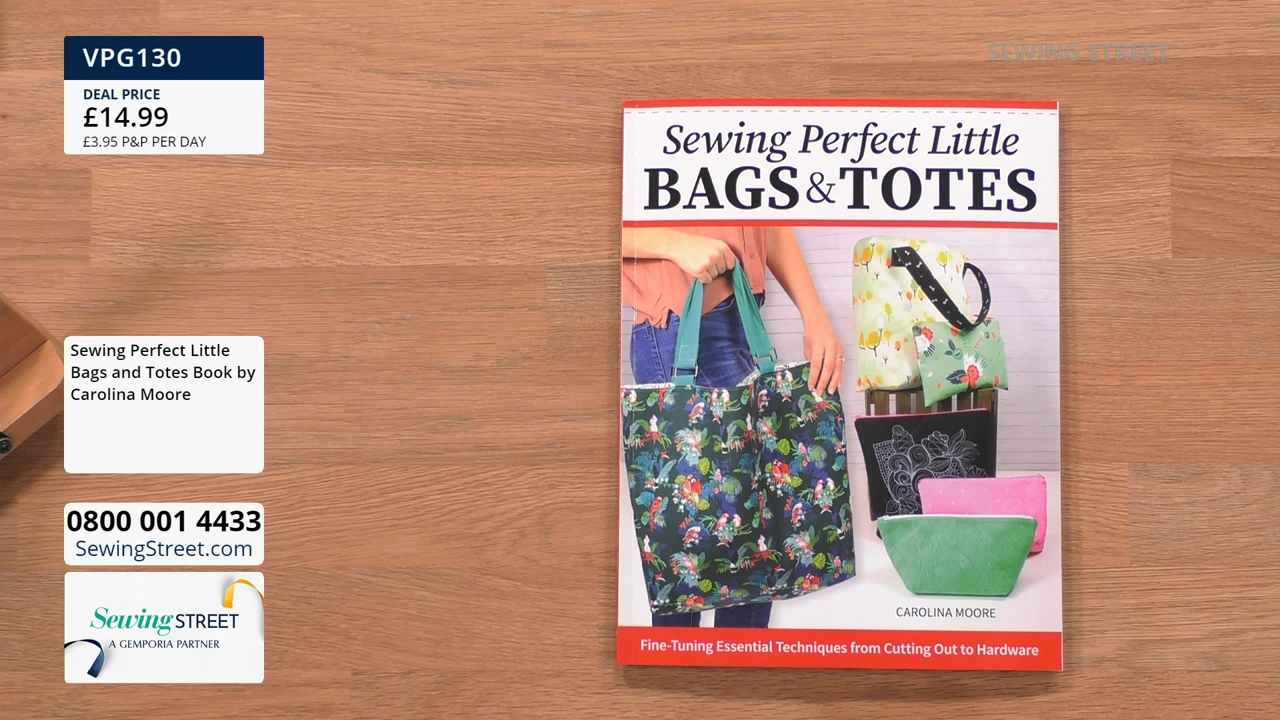 VPG130
DEAL PRICE
£14.99
£3.95 P&P PER DAY
Sewing Perfect Little
Bags and Totes Book by
Carolina Moore
0800 001 4433
SewingStreet.com
Sewing STREET
A GEMPORIA PARTNER
SEWING STREET
Sewing Perfect Little
BAGS & TOTES
CAROLINA MOORE
Fine-Tuning Essential Techniques from Cutting Out to Hardware